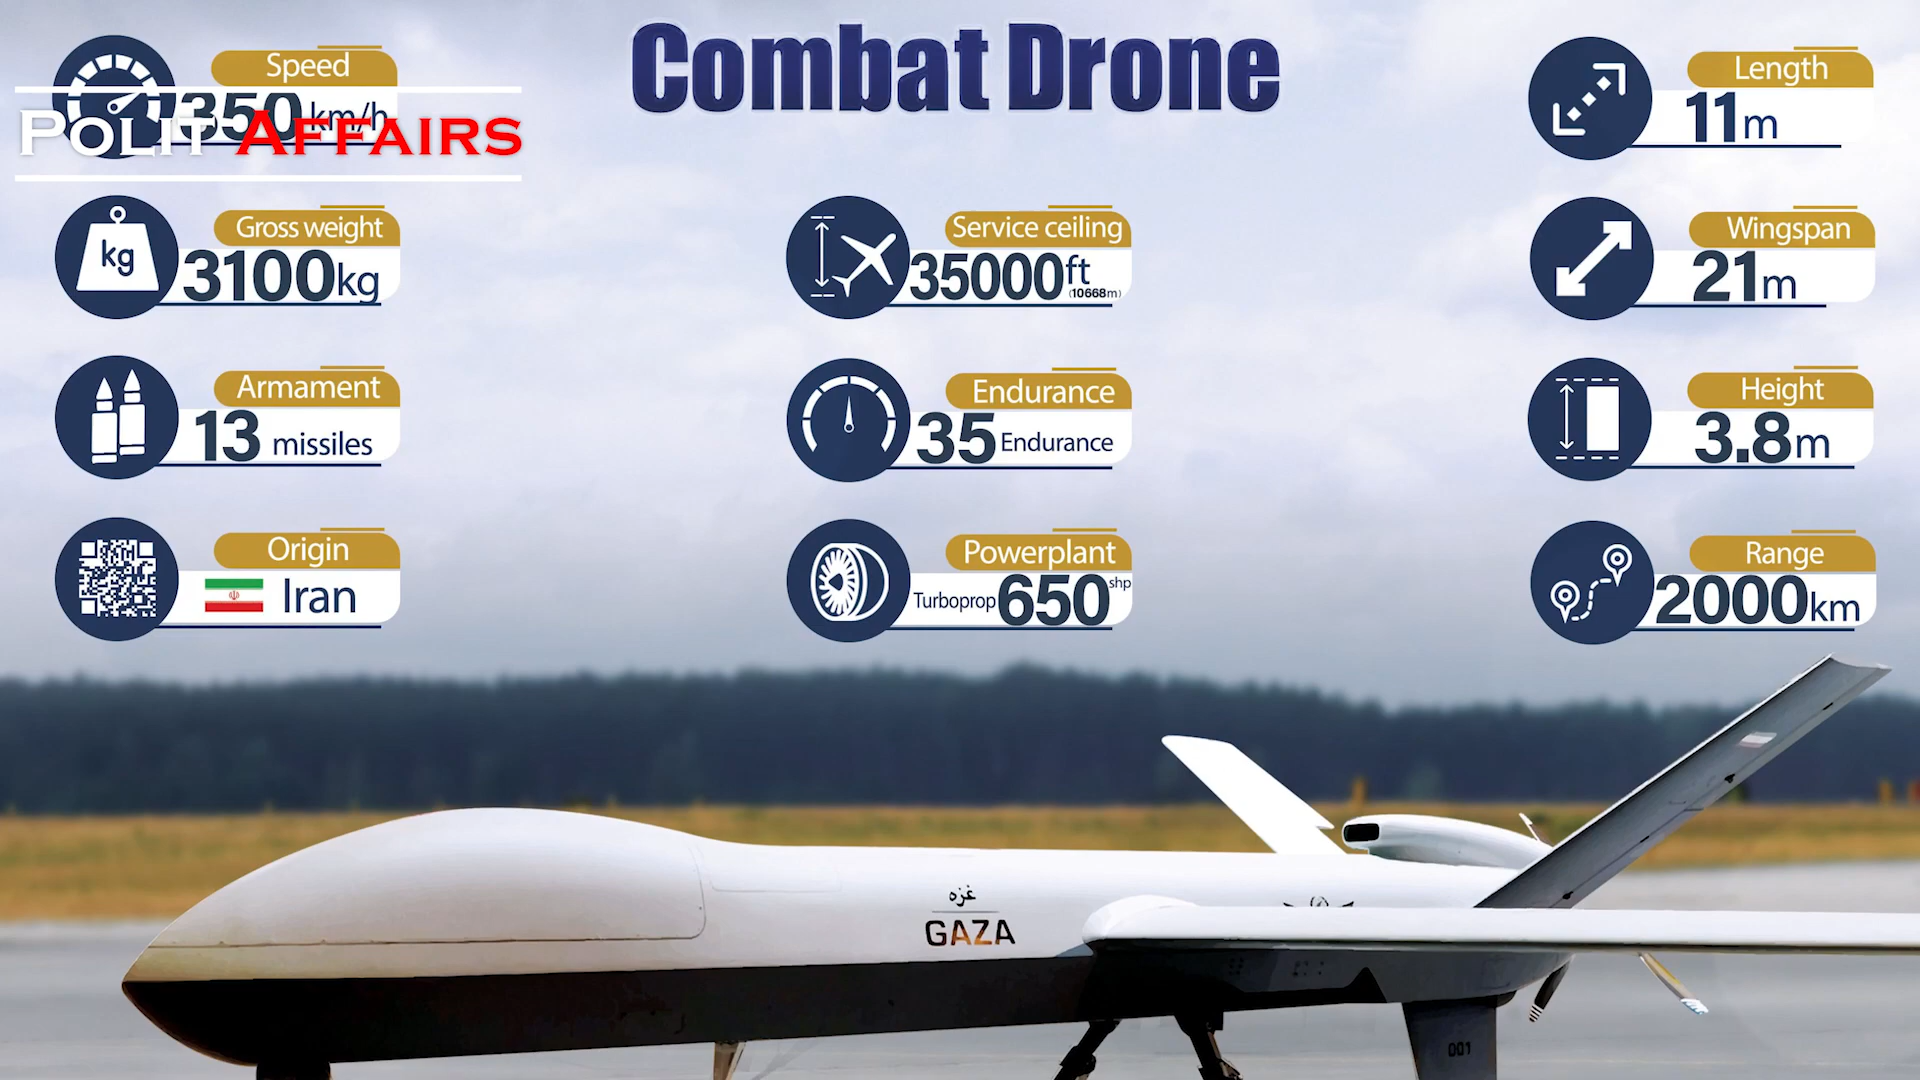 Combat Drone
Speed
350 km/h
POLIT AFFAIRS
Gross weight
kg
3100kg
Armament
13 missiles
Origin
Iran
Service ceiling
35000ft
(10668m)
Endurance
35 Endurance
Powerplant
Turboprop 650 shp
Length
11m
Wingspan
21m
Height
3.8m
Range
2000km
غزه
GAZA
001